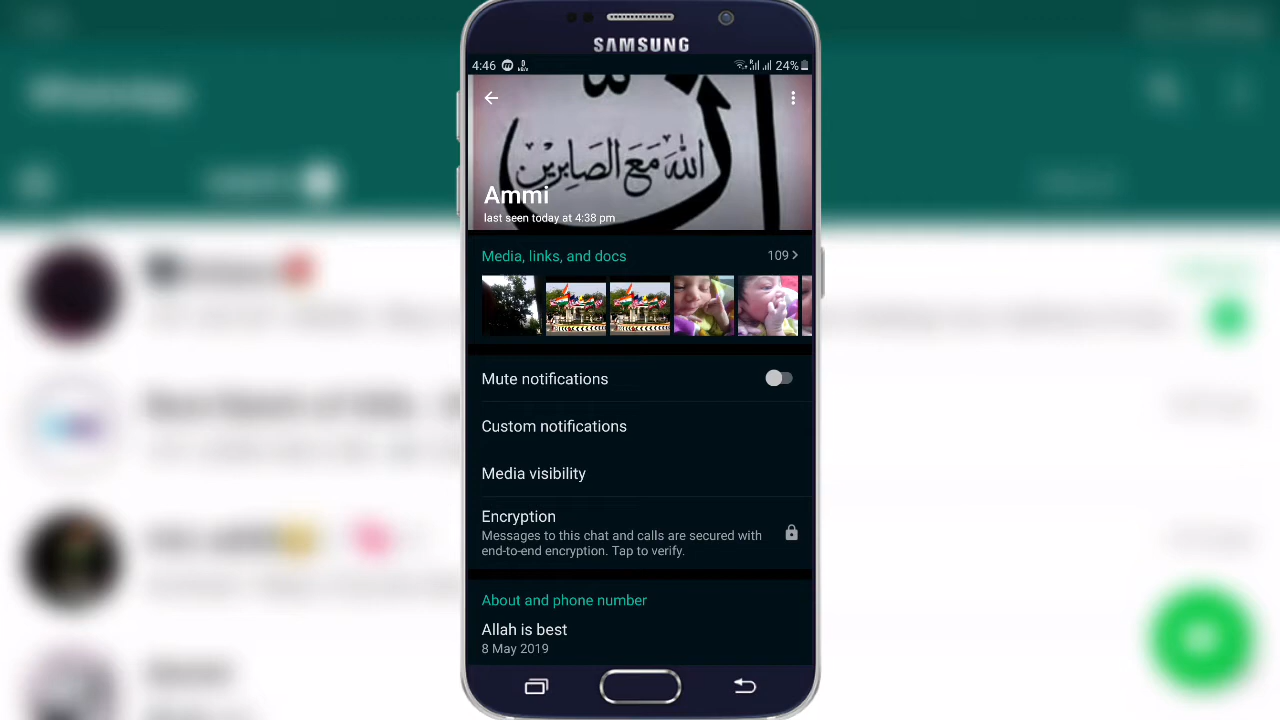 SAMSUNG
4:46
24%
الله مع الصابرين
Ammi
last seen today at 4:38 pm
Media, links, and docs
109
Mute notifications
Custom notifications
Media visibility
Encryption
Messages to this chat and calls are secured with
end-to-end encryption. Tap to verify.
About and phone number
Allah is best
8 May 2019